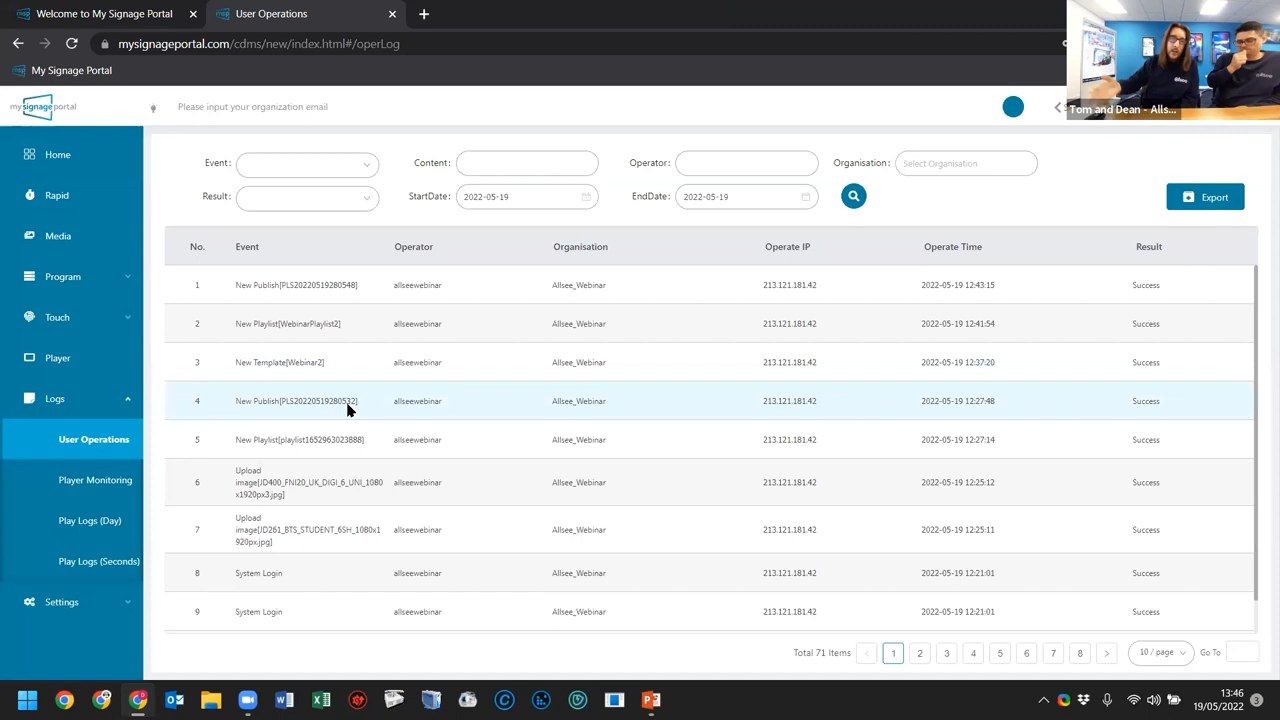 Welcome to My Signage Portal
User Operations
mysignageportal.com/cdms/new/index.html#/operLog
My Signage Portal
Tom and Dean - Alls...
mysignageportal
Please input your organization email
Home
Rapid
Media
Program
Touch
Player
Logs
User Operations
Player Monitoring
Play Logs (Day)
Play Logs (Seconds)
Settings
Event:
Content:
Operator:
Organisation:
Select Organisation
Result:
StartDate:
2022-05-19
EndDate:
2022-05-19
Export
No. Event Operator Organisation Operate IP Operate Time Result
1 New Publish[PLS20220519280548] allseewebinar Allsee_Webinar 213.121.181.42 2022-05-19 12:43:15 Success
2 New Playlist[WebinarPlaylist2] allseewebinar Allsee_Webinar 213.121.181.42 2022-05-19 12:41:54 Success
3 New Template[Webinar2] allseewebinar Allsee_Webinar 213.121.181.42 2022-05-19 12:37:20 Success
4 New Publish[PLS20220519280532] allseewebinar Allsee_Webinar 213.121.181.42 2022-05-19 12:27:48 Success
5 New Playlist[playlist1652963023888] allseewebinar Allsee_Webinar 213.121.181.42 2022-05-19 12:27:14 Success
Upload
6 image[JD400_FNI20_UK_DIGI_6_UNI_1080 allseewebinar Allsee_Webinar 213.121.181.42 2022-05-19 12:25:12 Success
x1920px3.jpg]
Upload
7 image[JD261_BTS_STUDENT_6SH_1080x1 allseewebinar Allsee_Webinar 213.121.181.42 2022-05-19 12:25:11 Success
920px.jpg]
8 System Login allseewebinar Allsee_Webinar 213.121.181.42 2022-05-19 12:21:01 Success
9 System Login allseewebinar Allsee_Webinar 213.121.181.42 2022-05-19 12:21:01 Success
Total 71 Items 1 2 3 4 5 6 7 8 10 / page Go To
13:46
19/05/2022
3